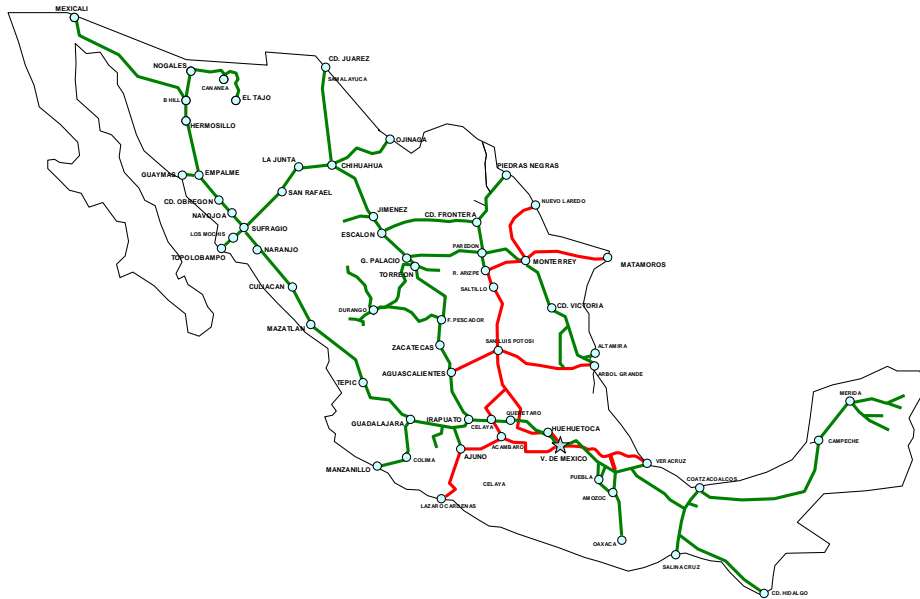 MEXICALI
CD. JUAREZ
NOGALES
SAMALAYUCA
CANANEA
B HILL
EL TAJO
HERMOSILLO
OJINAGA
LA JUNTA
CHIHUAHUA
PIEDRAS NEGRAS
GUAYMAS
EMPALME
SAN RAFAEL
CD. OBREGON
NUEVO LAREDO
NAVOJOA
JIMENEZ
CD. FRONTERA
SUFRAGIO
LOS MOCHIS
ESCALON
NARANJO
PAREDON
TOPOLOBAMPO
G. PALACIO
MONTERREY
MATAMOROS
TORREON
R. ARIZPE
CULIACAN
SALTILLO
DURANGO
CD. VICTORIA
F. PESCADOR
MAZATLAN
ZACATECAS
SAN LUIS POTOSI
ALTAMIRA
AGUASCALIENTES
ARBOL GRANDE
TEPIC
MERIDA
QUERETARO
GUADALAJARA
IRAPUATO
CELAYA
HUEHUETOCA
CAMPECHE
ACAMBARO
AJUNO
V. DE MEXICO
COLIMA
VERACRUZ
MANZANILLO
PUEBLA
COATZACOALCOS
CELAYA
AMOZOC
LAZARO CARDENAS
OAXACA
SALINA CRUZ
CD. HIDALGO